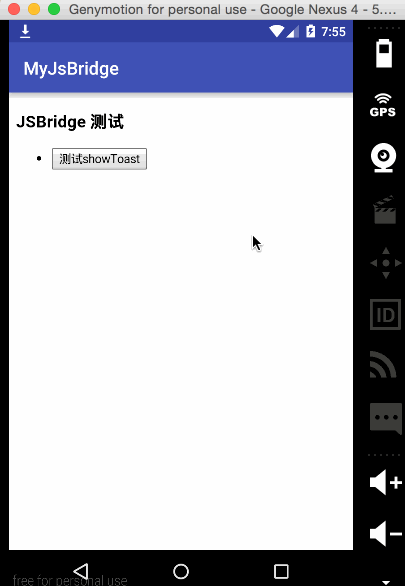 Genymotion for personal use - Google Nexus 4 - 5....
7:55
MyJsBridge
JSBridge 测试
测试showToast
GPS
ID
free for personal use